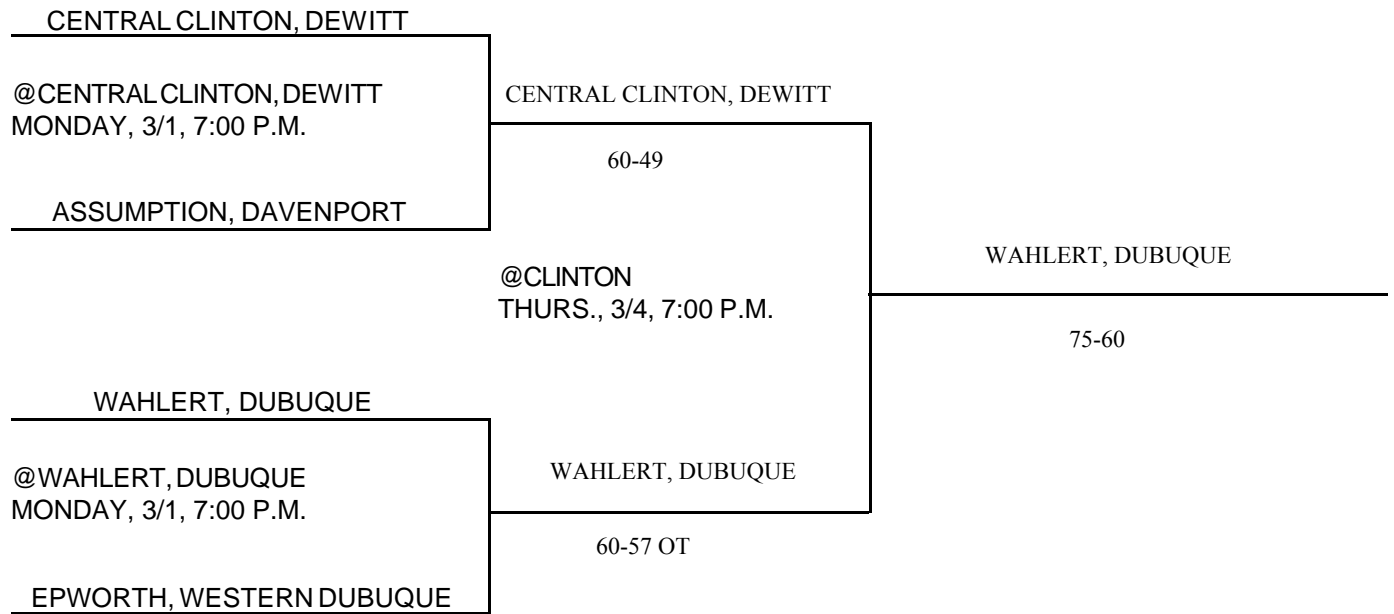 CENTRAL CLINTON, DEWITT
@CENTRAL CLINTON, DEWITT
MONDAY, 3/1, 7:00 P.M.
ASSUMPTION, DAVENPORT
CENTRAL CLINTON, DEWITT
60-49
@CLINTON
THURS., 3/4, 7:00 P.M.
WAHLERT, DUBUQUE
75-60
WAHLERT, DUBUQUE
@WAHLERT, DUBUQUE
MONDAY, 3/1, 7:00 P.M.
EPWORTH, WESTERN DUBUQUE
WAHLERT, DUBUQUE
60-57 OT